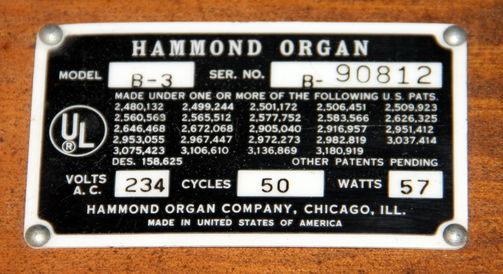 HAMMOND ORGAN
MODEL B-3 SER. NO. B- 90812
MADE UNDER ONE OR MORE OF THE FOLLOWING U.S. PATS.
2,480,132 2,499,244 2,501,172 2,506,451 2,509,923
2,560,568 2,565,512 2,577,752 2,583,566 2,626,325
2,646,468 2,672,068 2,905,040 2,916,957 2,951,412
2,953,055 2,967,447 2,972,273 2,982,819 3,037,414
3,075,423 3,106,610 3,136,869 3,180,919
DES. 158,625 OTHER PATENTS PENDING
UL
®
VOLTS A.C. 234 CYCLES 50 WATTS 57
HAMMOND ORGAN COMPANY, CHICAGO, ILL.
MADE IN UNITED STATES OF AMERICA